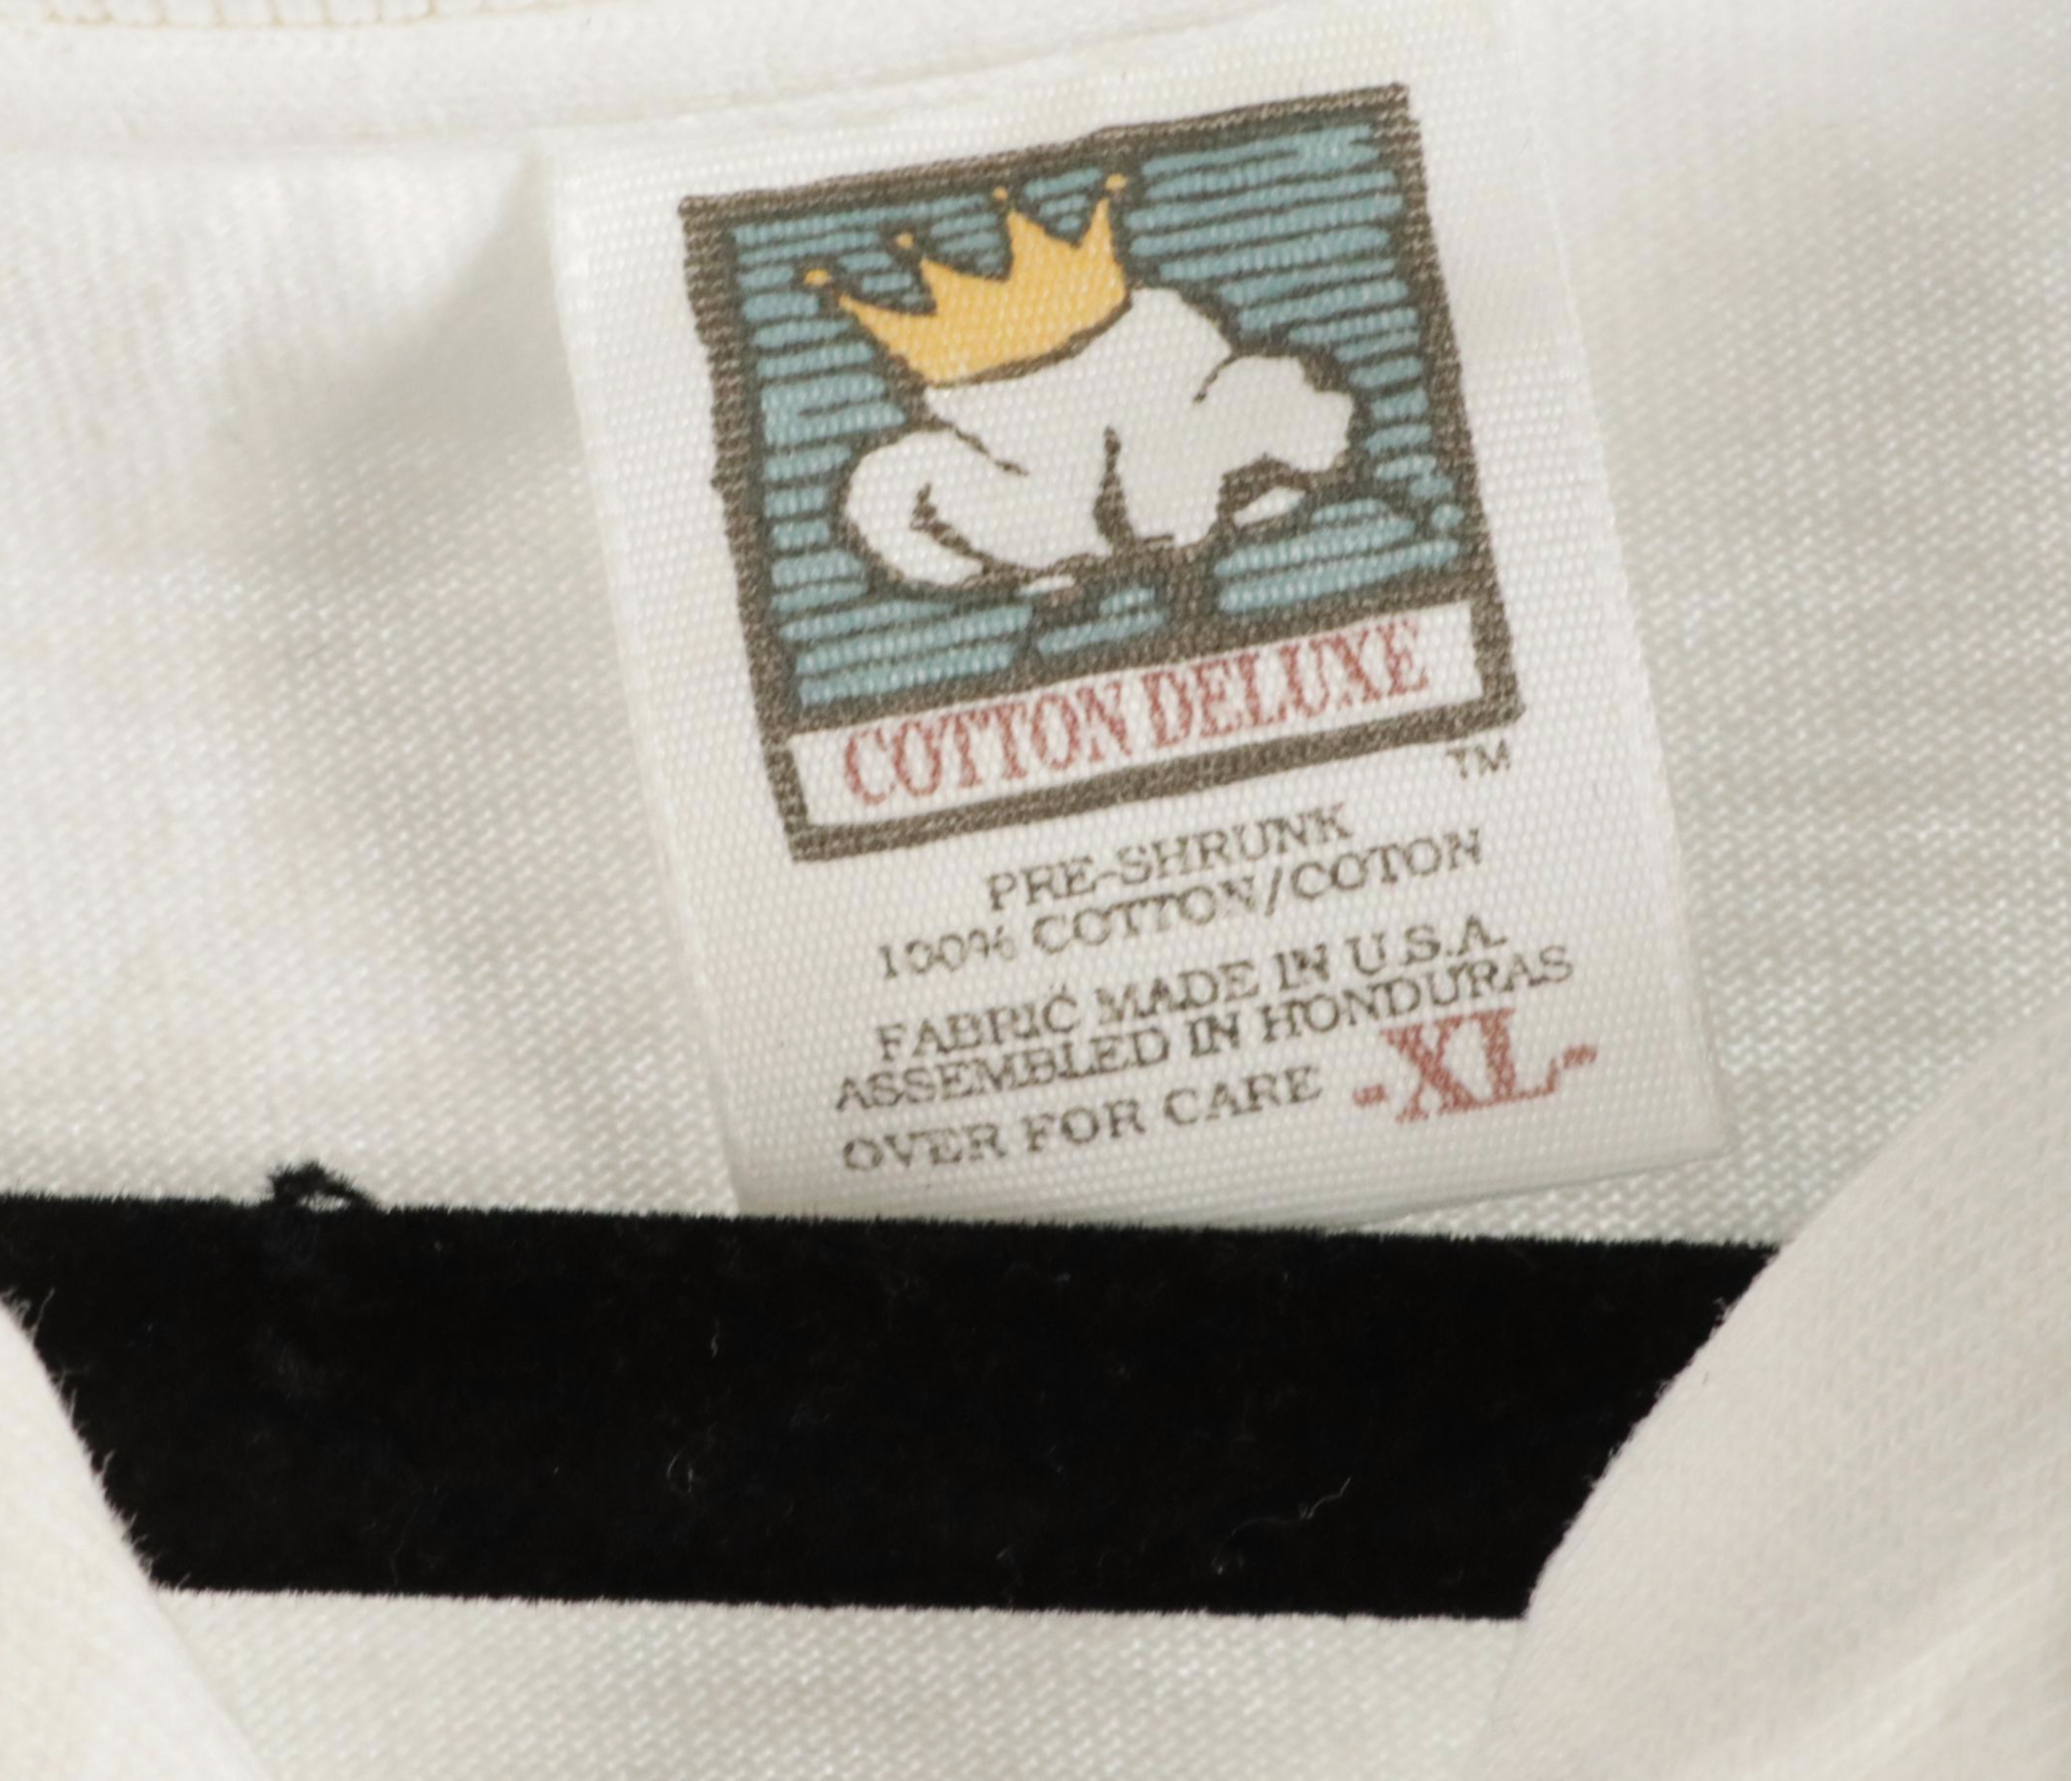 COTTON DELUXE
TM
PRE-SHRUNK
100% COTTON/COTON
FABRIC MADE IN U.S.A.
ASSEMBLED IN HONDURAS
OVER FOR CARE -XL-